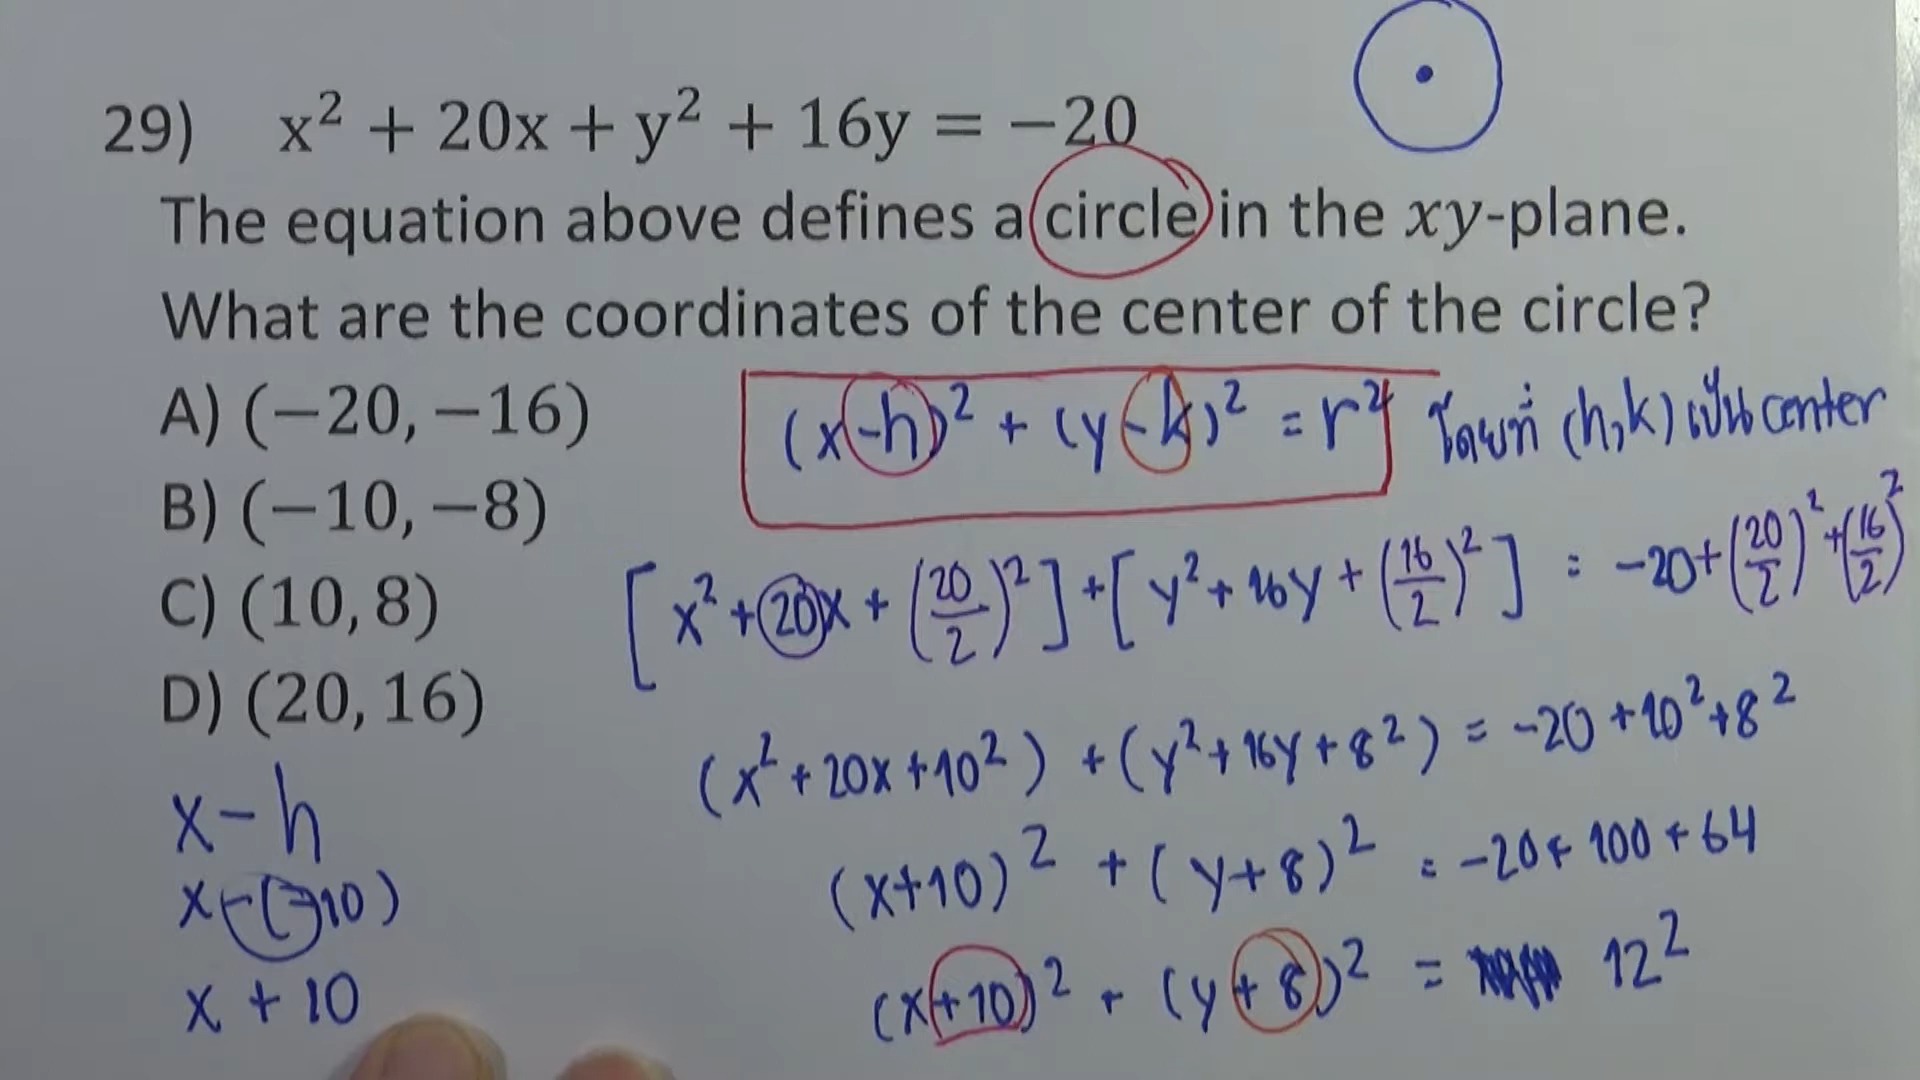 29) x² + 20x + y² + 16y = −20
The equation above defines a circle in the xy-plane.
What are the coordinates of the center of the circle?
A) (−20, −16)
B) (−10, −8)
C) (10, 8)
D) (20, 16)
(x-h)² + (y-k)² = r² โดยที่ (h,k) เป็น center
[x² + 20x + (20/2)²] + [y² + 16y + (16/2)²] = -20 + (20/2)² + (16/2)²
(x² + 20x + 10²) + (y² + 16y + 8²) = -20 + 10² + 8²
(x+10)² + (y+8)² = -20 + 100 + 64
(x+10)² + (y+8)² = 12²
x - h
x - (-10)
x + 10